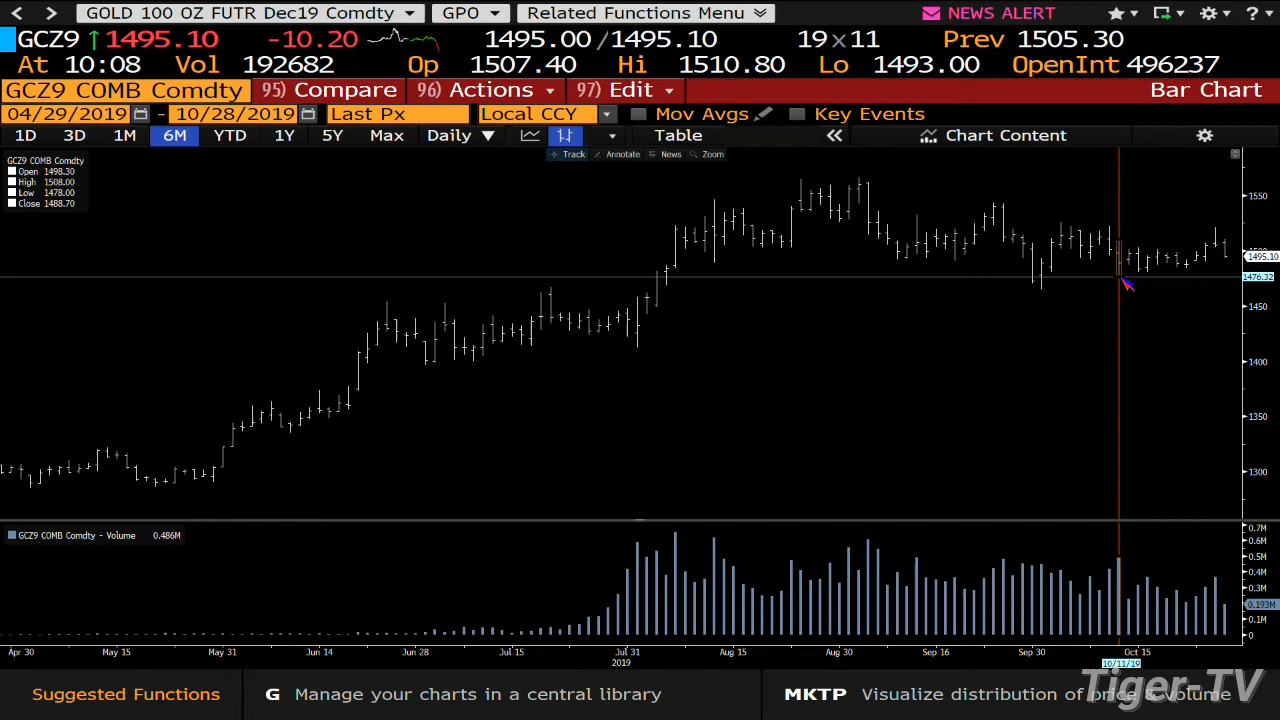 GOLD 100 OZ FUTR Dec19 Comdty GPO Related Functions Menu NEWS ALERT ?
GCZ9 ↑1495.10 -10.20 1495.00/1495.10 19×11 Prev 1505.30
At 10:08 Vol 192682 Op 1507.40 Hi 1510.80 Lo 1493.00 OpenInt 496237
GCZ9 COMB Comdty 95) Compare 96) Actions 97) Edit Bar Chart
04/29/2019 - 10/28/2019 Last Px Local CCY Mov Avgs Key Events
1D 3D 1M 6M YTD 1Y 5Y Max Daily Table Chart Content
Track Annotate News Zoom
GCZ9 COMB Comdty
Open 1498.30
High 1508.00
Low 1478.00
Close 1488.70
1550
1500
1495.10
1476.32
1450
1400
1350
1300
GCZ9 COMB Comdty - Volume 0.486M
0.7M
0.6M
0.5M
0.4M
0.3M
0.193M
0.1M
0
Apr 30 May 15 May 31 Jun 14 Jun 28 Jul 15 Jul 31 Aug 15 Aug 30 Sep 16 Sep 30 Oct 15
2019 10/11/19
Suggested Functions G Manage your charts in a central library MKTP Visualize distribution of price & volume
Tiger-TV